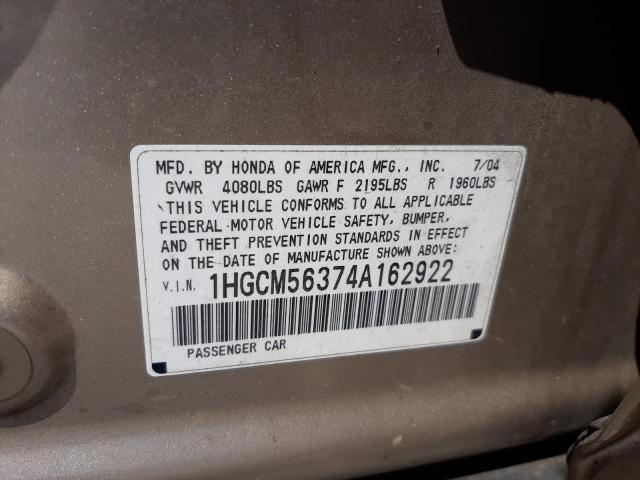 MFD. BY HONDA OF AMERICA MFG., INC. 7/04
GVWR 4080LBS GAWR F 2195LBS R 1960LBS
THIS VEHICLE CONFORMS TO ALL APPLICABLE
FEDERAL MOTOR VEHICLE SAFETY, BUMPER,
AND THEFT PREVENTION STANDARDS IN EFFECT
ON THE DATE OF MANUFACTURE SHOWN ABOVE:
V.I.N. 1HGCM56374A162922
PASSENGER CAR